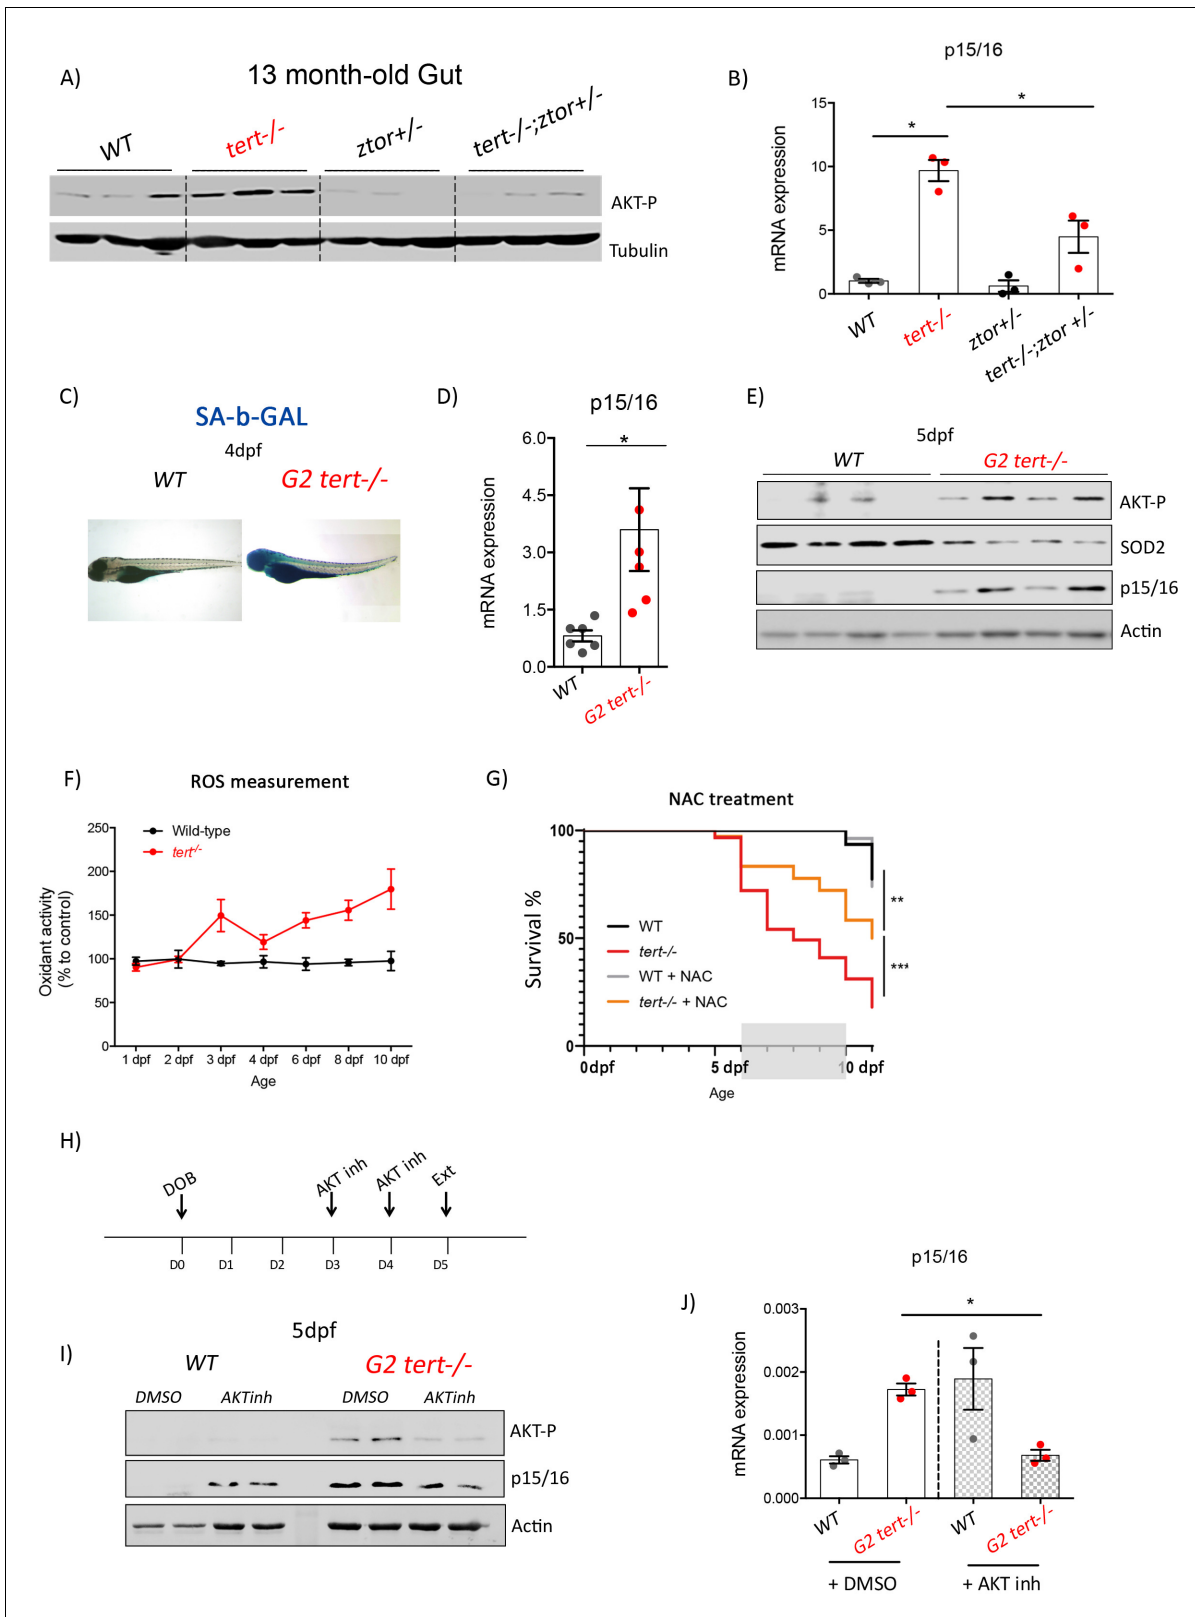 A)
13 month-old Gut
WT
tert-/-
ztor+/-
tert-/-;ztor+/-
AKT-P
Tubulin
B)
p15/16
*
*
mRNA expression
15
10
5
0
WT
tert-/-
ztor+/-
tert-/-;ztor +/-
C)
SA-b-GAL
4dpf
WT
G2 tert-/-
D)
p15/16
*
mRNA expression
6.0
4.5
3.0
1.5
0.0
WT
G2 tert-/-
E)
5dpf
WT
G2 tert-/-
AKT-P
SOD2
p15/16
Actin
F)
ROS measurement
Wild-type
tert-/-
Oxidant activity
(% to control)
250
200
150
100
50
0
1 dpf 2 dpf 3 dpf 4 dpf 6 dpf 8 dpf 10 dpf
Age
G)
NAC treatment
Survival %
100
50
0
WT
tert-/-
WT + NAC
tert-/- + NAC
**
***
0dpf 5 dpf 10 dpf
Age
H)
DOB
AKT inh
AKT inh
Ext
D0 D1 D2 D3 D4 D5
I)
5dpf
WT
G2 tert-/-
DMSO AKTinh DMSO AKTinh
AKT-P
p15/16
Actin
J)
p15/16
*
mRNA expression
0.003
0.002
0.001
0.000
WT
G2 tert-/-
WT
G2 tert-/-
+ DMSO
+ AKT inh